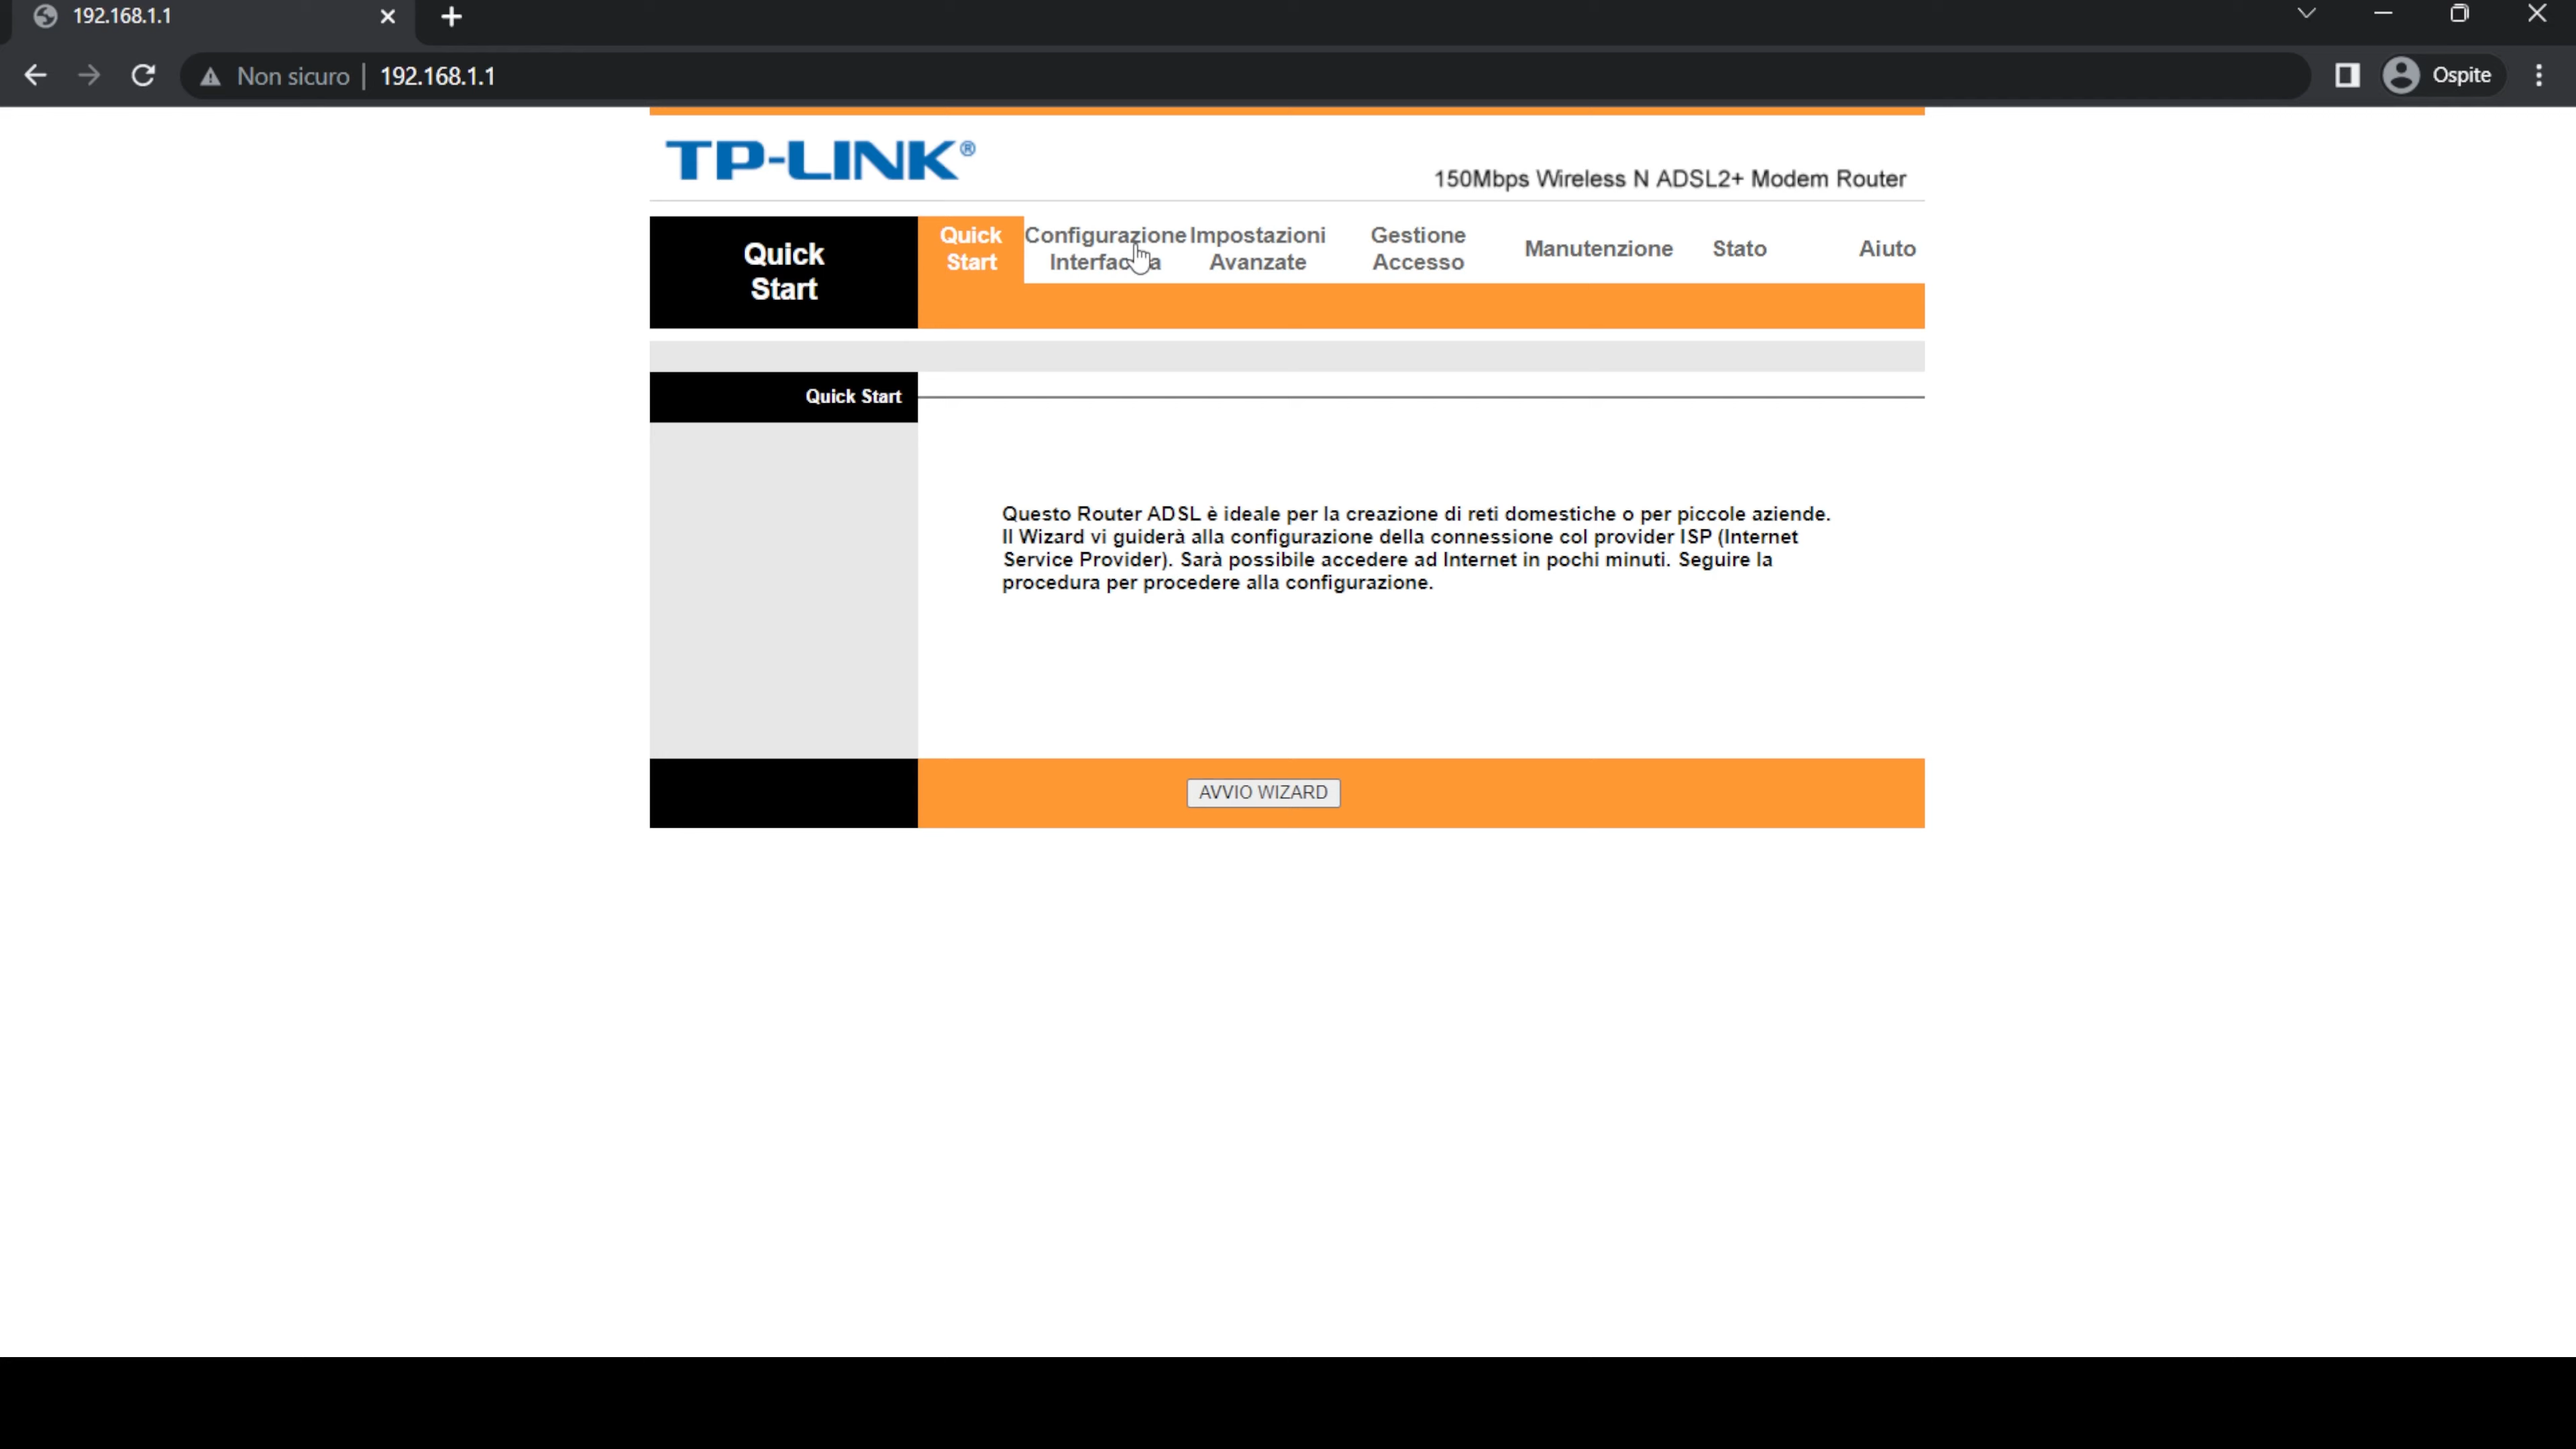 192.168.1.1
Non sicuro
192.168.1.1
Ospite
TP-LINK®
150Mbps Wireless N ADSL2+ Modem Router
Quick
Start
Quick
Start
Configurazione
Impostazioni
Avanzate
Gestione
Accesso
Manutenzione
Stato
Aiuto
Quick Start
Questo Router ADSL è ideale per la creazione di reti domestiche o per piccole aziende.
Il Wizard vi guiderà alla configurazione della connessione col provider ISP (Internet
Service Provider). Sarà possibile accedere ad Internet in pochi minuti. Seguire la
procedura per procedere alla configurazione.
AVVIO WIZARD